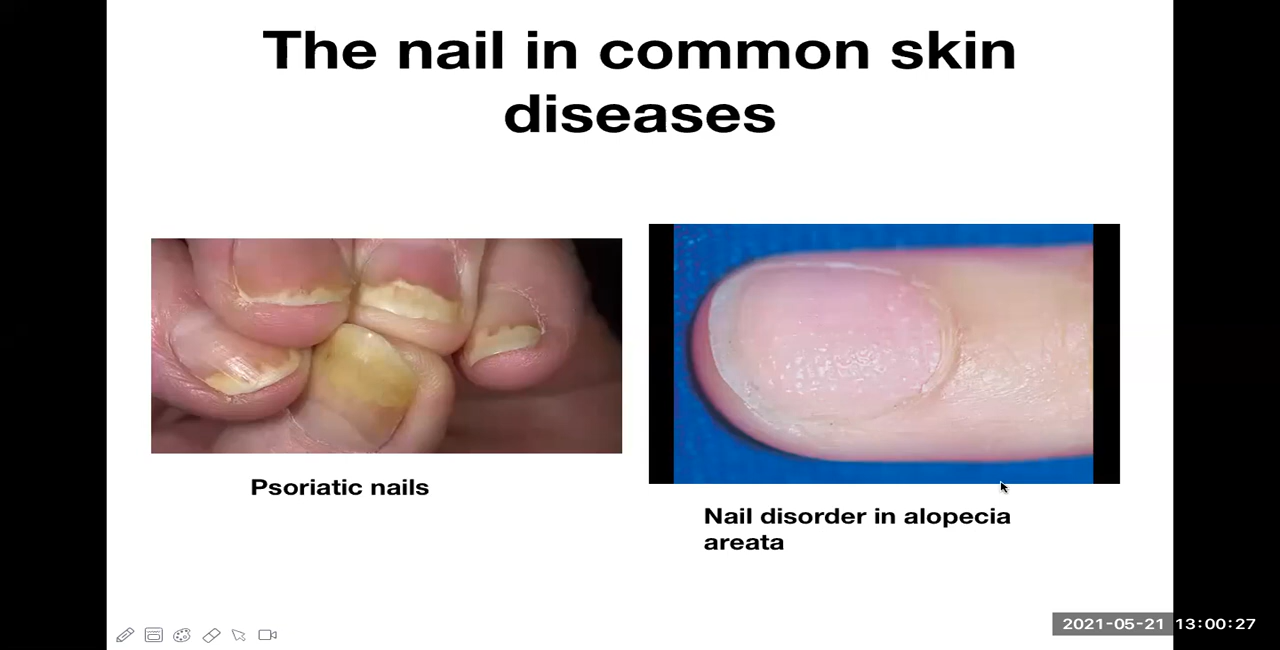 The nail in common skin
diseases
Psoriatic nails
Nail disorder in alopecia
areata
2021-05-21 13:00:27